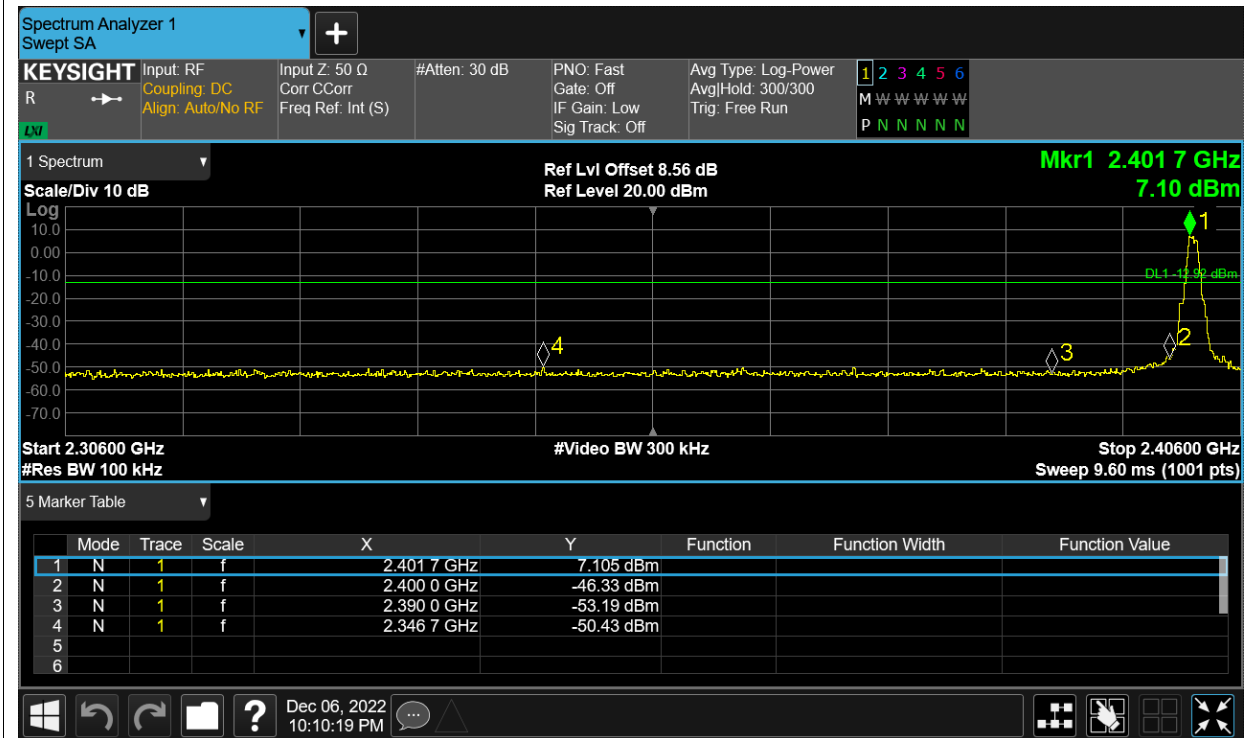 Spectrum Analyzer 1
Swept SA
+
KEYSIGHT
R
LXI
Input: RF
Coupling: DC
Align: Auto/No RF
Input Z: 50 Ω
Corr CCorr
Freq Ref: Int (S)
#Atten: 30 dB
PNO: Fast
Gate: Off
IF Gain: Low
Sig Track: Off
Avg Type: Log-Power
Avg|Hold: 300/300
Trig: Free Run
1 2 3 4 5 6
M W W W W W
P N N N N N N
1 Spectrum
Scale/Div 10 dB
Ref Lvl Offset 8.56 dB
Ref Level 20.00 dBm
Mkr1 2.401 7 GHz
7.10 dBm
Log
10.0
0.00
-10.0
-20.0
-30.0
-40.0
-50.0
-60.0
-70.0
1
DL1 -12.92 dBm
2
3
4
Start 2.30600 GHz
#Res BW 100 kHz
#Video BW 300 kHz
Stop 2.40600 GHz
Sweep 9.60 ms (1001 pts)
5 Marker Table
Mode Trace Scale X Y Function Function Width Function Value
1 N 1 f 2.401 7 GHz 7.105 dBm
2 N 1 f 2.400 0 GHz -46.33 dBm
3 N 1 f 2.390 0 GHz -53.19 dBm
4 N 1 f 2.346 7 GHz -50.43 dBm
5
6
?
Dec 06, 2022
10:10:19 PM